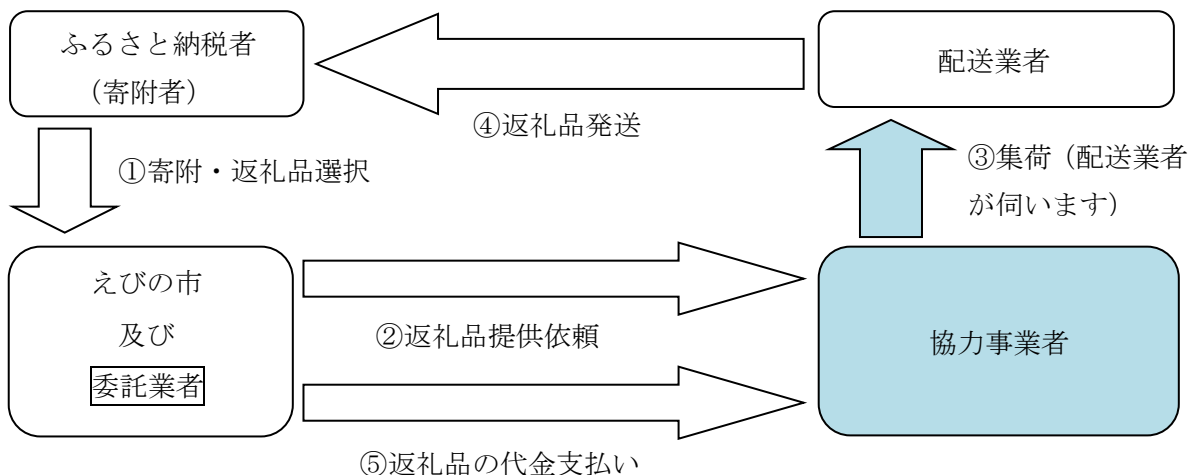 ふるさと納税者
（寄附者）
配送業者
④返礼品発送
①寄附・返礼品選択
③集荷（配送業者
が伺います）
えびの市
及び
委託業者
②返礼品提供依頼
協力事業者
⑤返礼品の代金支払い